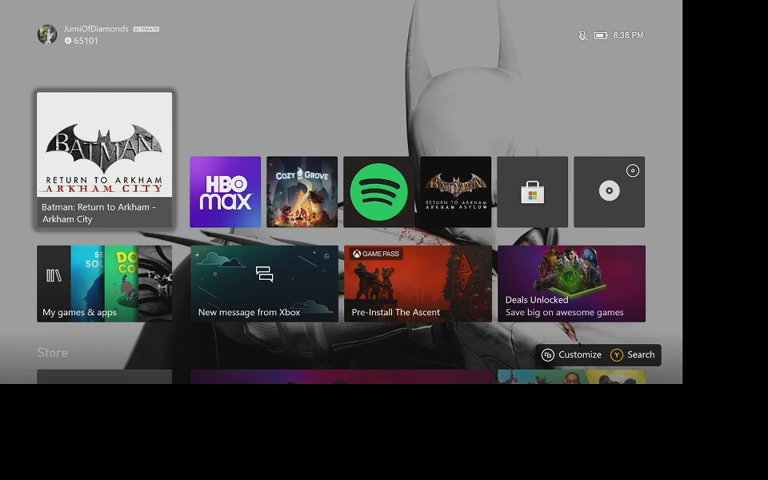 JumiOfDiamonds ULTIMATE
65101
8:38 PM
BATMAN
RETURN TO ARKHAM
ARKHAM CITY
Batman: Return to Arkham -
Arkham City
HBO
max
COZY GROVE
BATMAN
RETURN TO ARKHAM
ARKHAM ASYLUM
My games & apps
New message from Xbox
GAME PASS
Pre-Install The Ascent
Deals Unlocked
Save big on awesome games
Store
Customize
Y Search